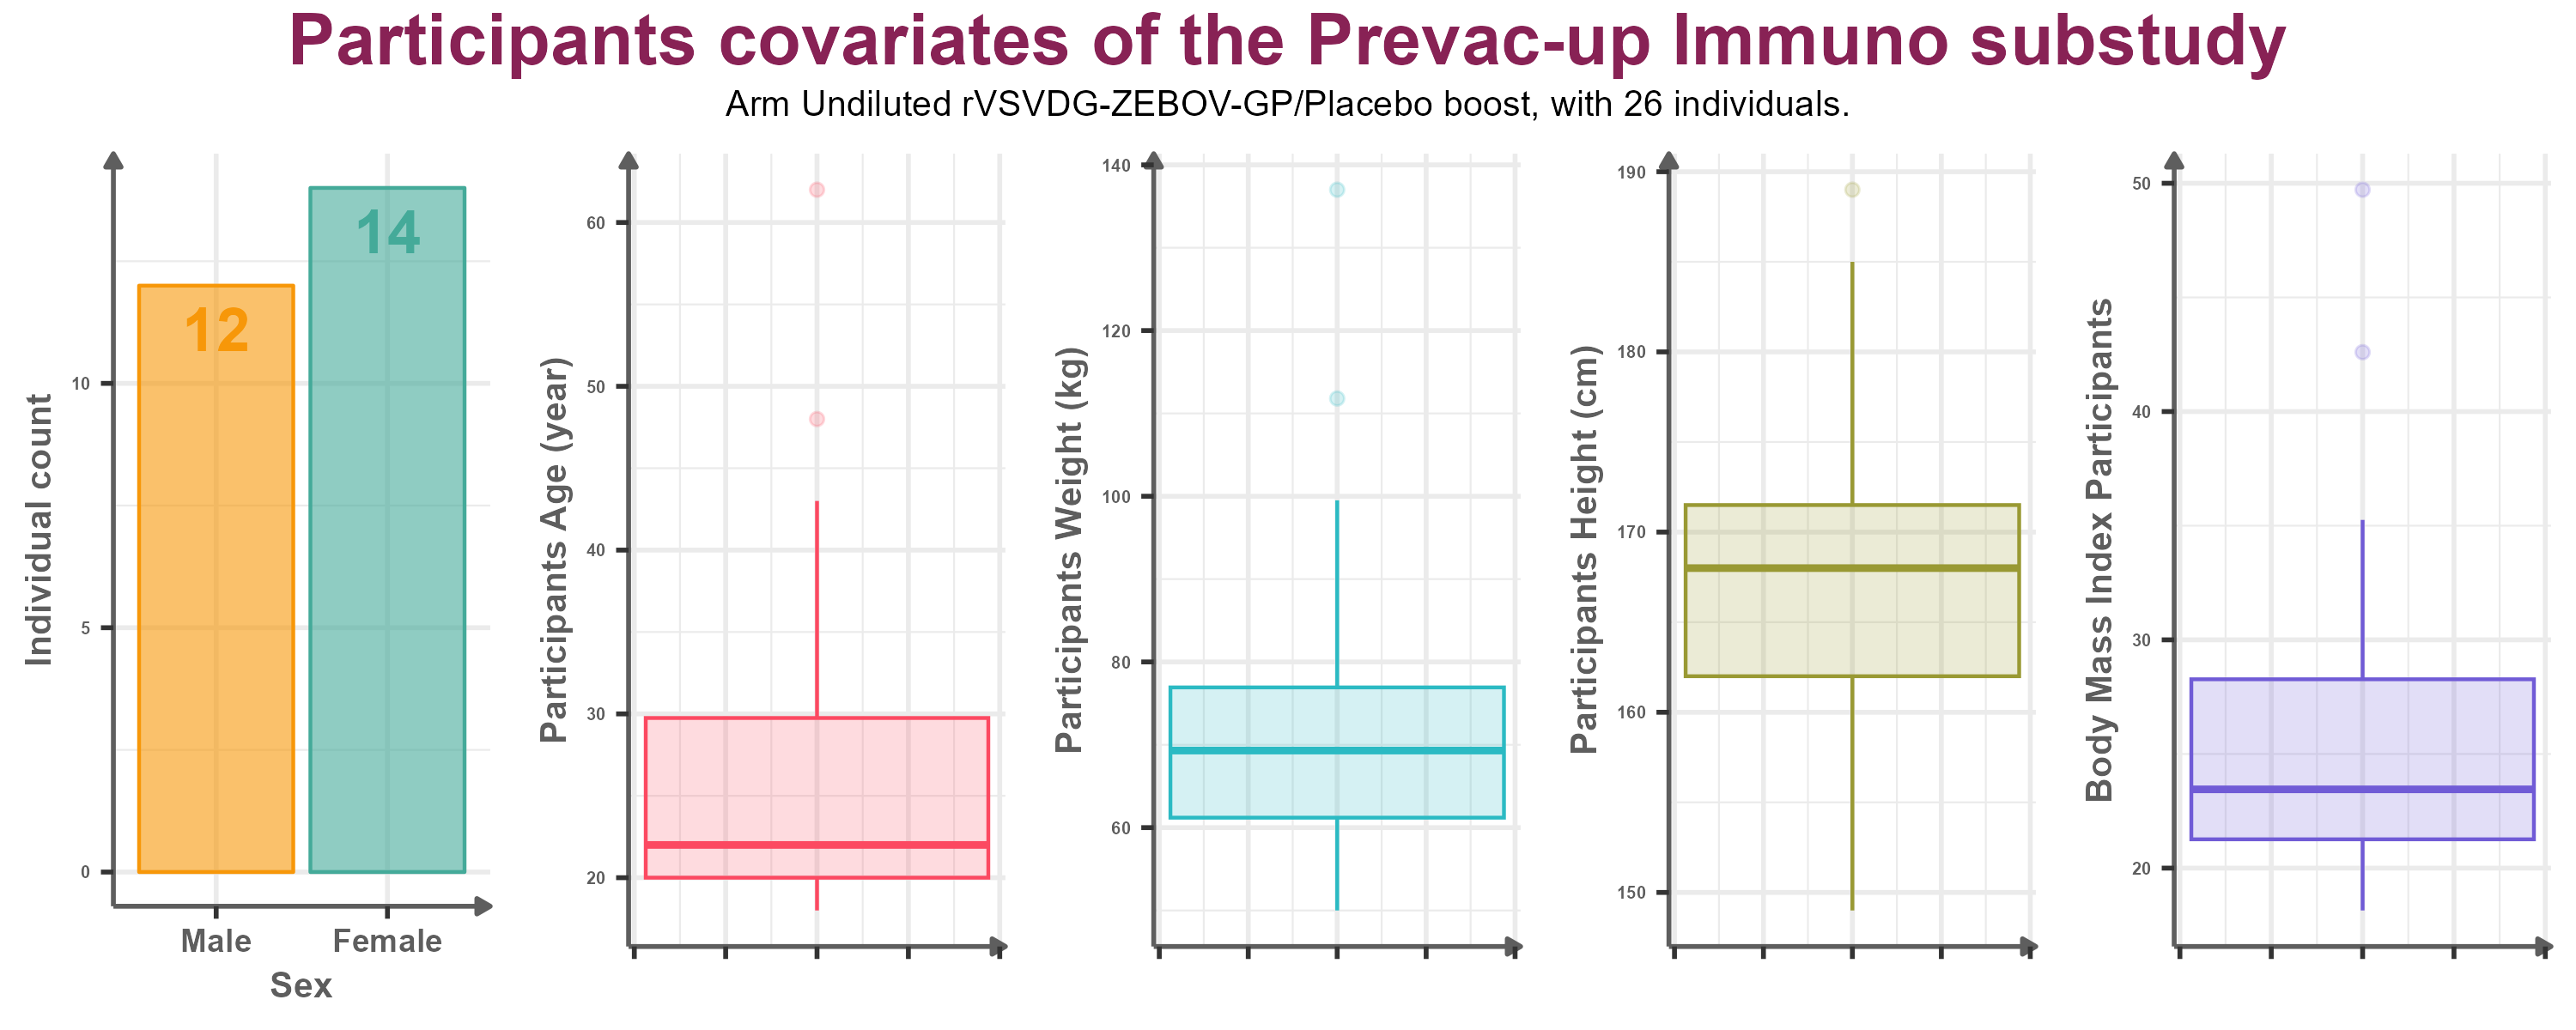 Participants covariates of the Prevac-up Immuno substudy
Arm Undiluted rVSVDG-ZEBOV-GP/Placebo boost, with 26 individuals.
Individual count
10
5
0
12
14
Male
Female
Sex
Participants Age (year)
60
50
40
30
20
Participants Weight (kg)
140
120
100
80
60
Participants Height (cm)
190
180
170
160
150
Body Mass Index Participants
50
40
30
20